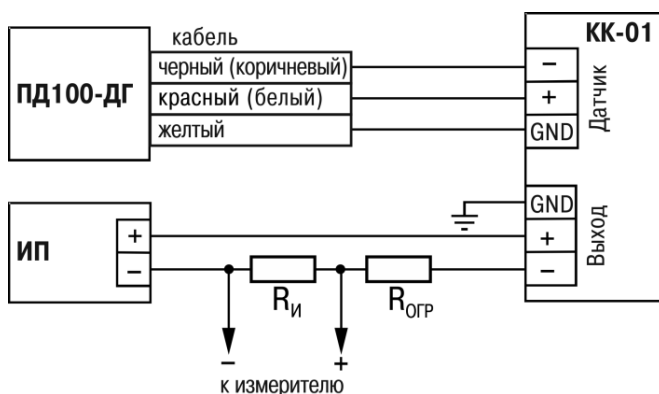 кабель
ПД100-ДГ
черный (коричневый)
красный (белый)
желтый
КК-01
−
+
GND
Датчик
GND
+
−
Выход
ИП
+
−
RИ
RОГР
−
+
к измерителю